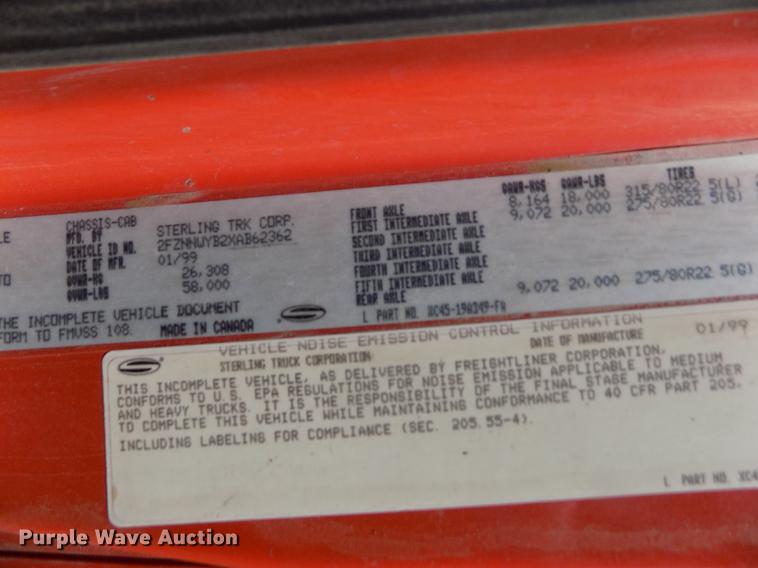 CHASSIS-CAB
MFD. BY STERLING TRK CORP.
VEHICLE ID NO. 2FZNNWYB2XAB62362
DATE OF MFR. 01/99
GVWR-KG 26,308
GVWR-LBS 58,000
GAWR-KGS GAWR-LBS TIRES
FRONT AXLE 8,164 18,000 315/80R22 5(L)
FIRST INTERMEDIATE AXLE 9,072 20,000 275/80R22 5(G)
SECOND INTERMEDIATE AXLE
THIRD INTERMEDIATE AXLE
FOURTH INTERMEDIATE AXLE
FIFTH INTERMEDIATE AXLE
REAR AXLE 9,072 20,000 275/80R22 5(G)
THE INCOMPLETE VEHICLE DOCUMENT
FORM TO FMVSS 108. MADE IN CANADA
L PART NO.
VEHICLE NOISE EMISSION CONTROL INFORMATION
STERLING TRUCK CORPORATION DATE OF MANUFACTURE 01/99
THIS INCOMPLETE VEHICLE, AS DELIVERED BY FREIGHTLINER CORPORATION,
CONFORMS TO U.S. EPA REGULATIONS FOR NOISE EMISSION APPLICABLE TO MEDIUM
AND HEAVY TRUCKS. IT IS THE RESPONSIBILITY OF THE FINAL STAGE MANUFACTURER
TO COMPLETE THIS VEHICLE WHILE MAINTAINING CONFORMANCE TO 40 CFR PART 205,
INCLUDING LABELING FOR COMPLIANCE (SEC. 205.55-4).
L PART NO. XC4
Purple Wave Auction